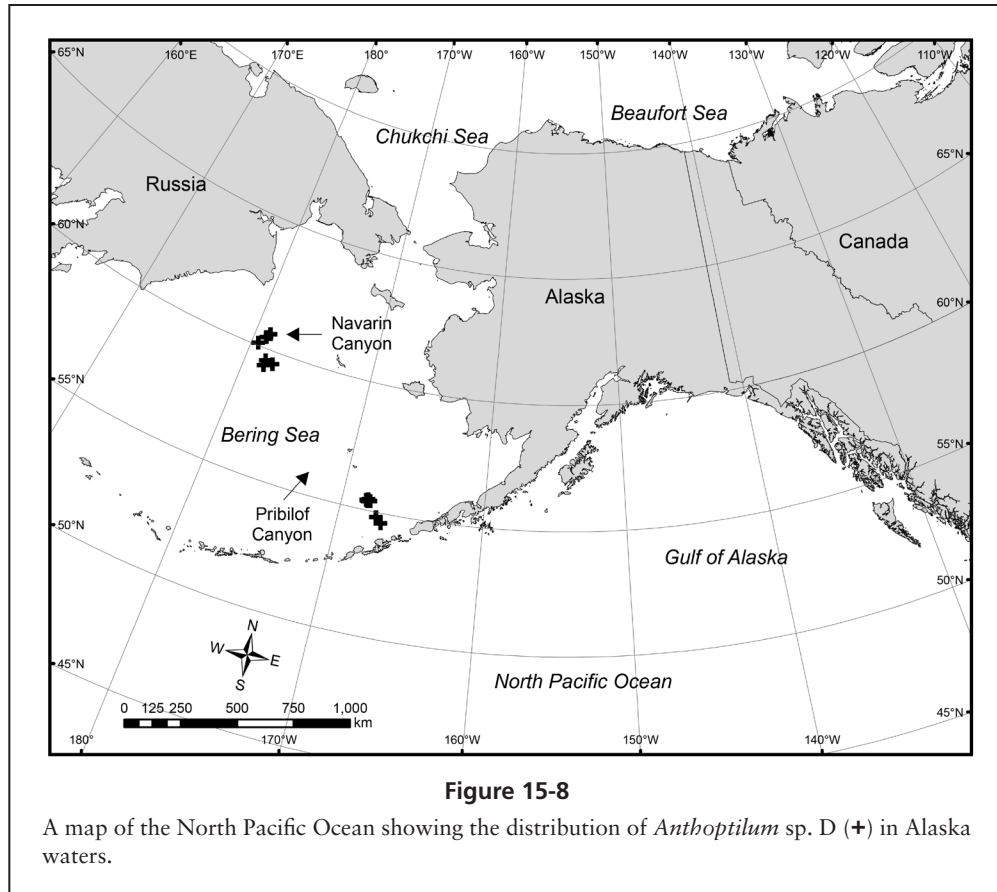 65°N 160°E 170°E 180° 170°W 160°W 150°W 140°W 130°W 120°W 110°W
Beaufort Sea
Chukchi Sea
65°N
Russia
60°N
Canada
Alaska
60°N
Navarin
Canyon
55°N
Bering Sea
55°N
Pribilof
Canyon
50°N
Gulf of Alaska
50°N
N
W E
S
45°N
North Pacific Ocean
0 125 250 500 750 1,000
km
45°N
180° 170°W 160°W 150°W 140°W
Figure 15-8
A map of the North Pacific Ocean showing the distribution of Anthoptilum sp. D (+) in Alaska
waters.